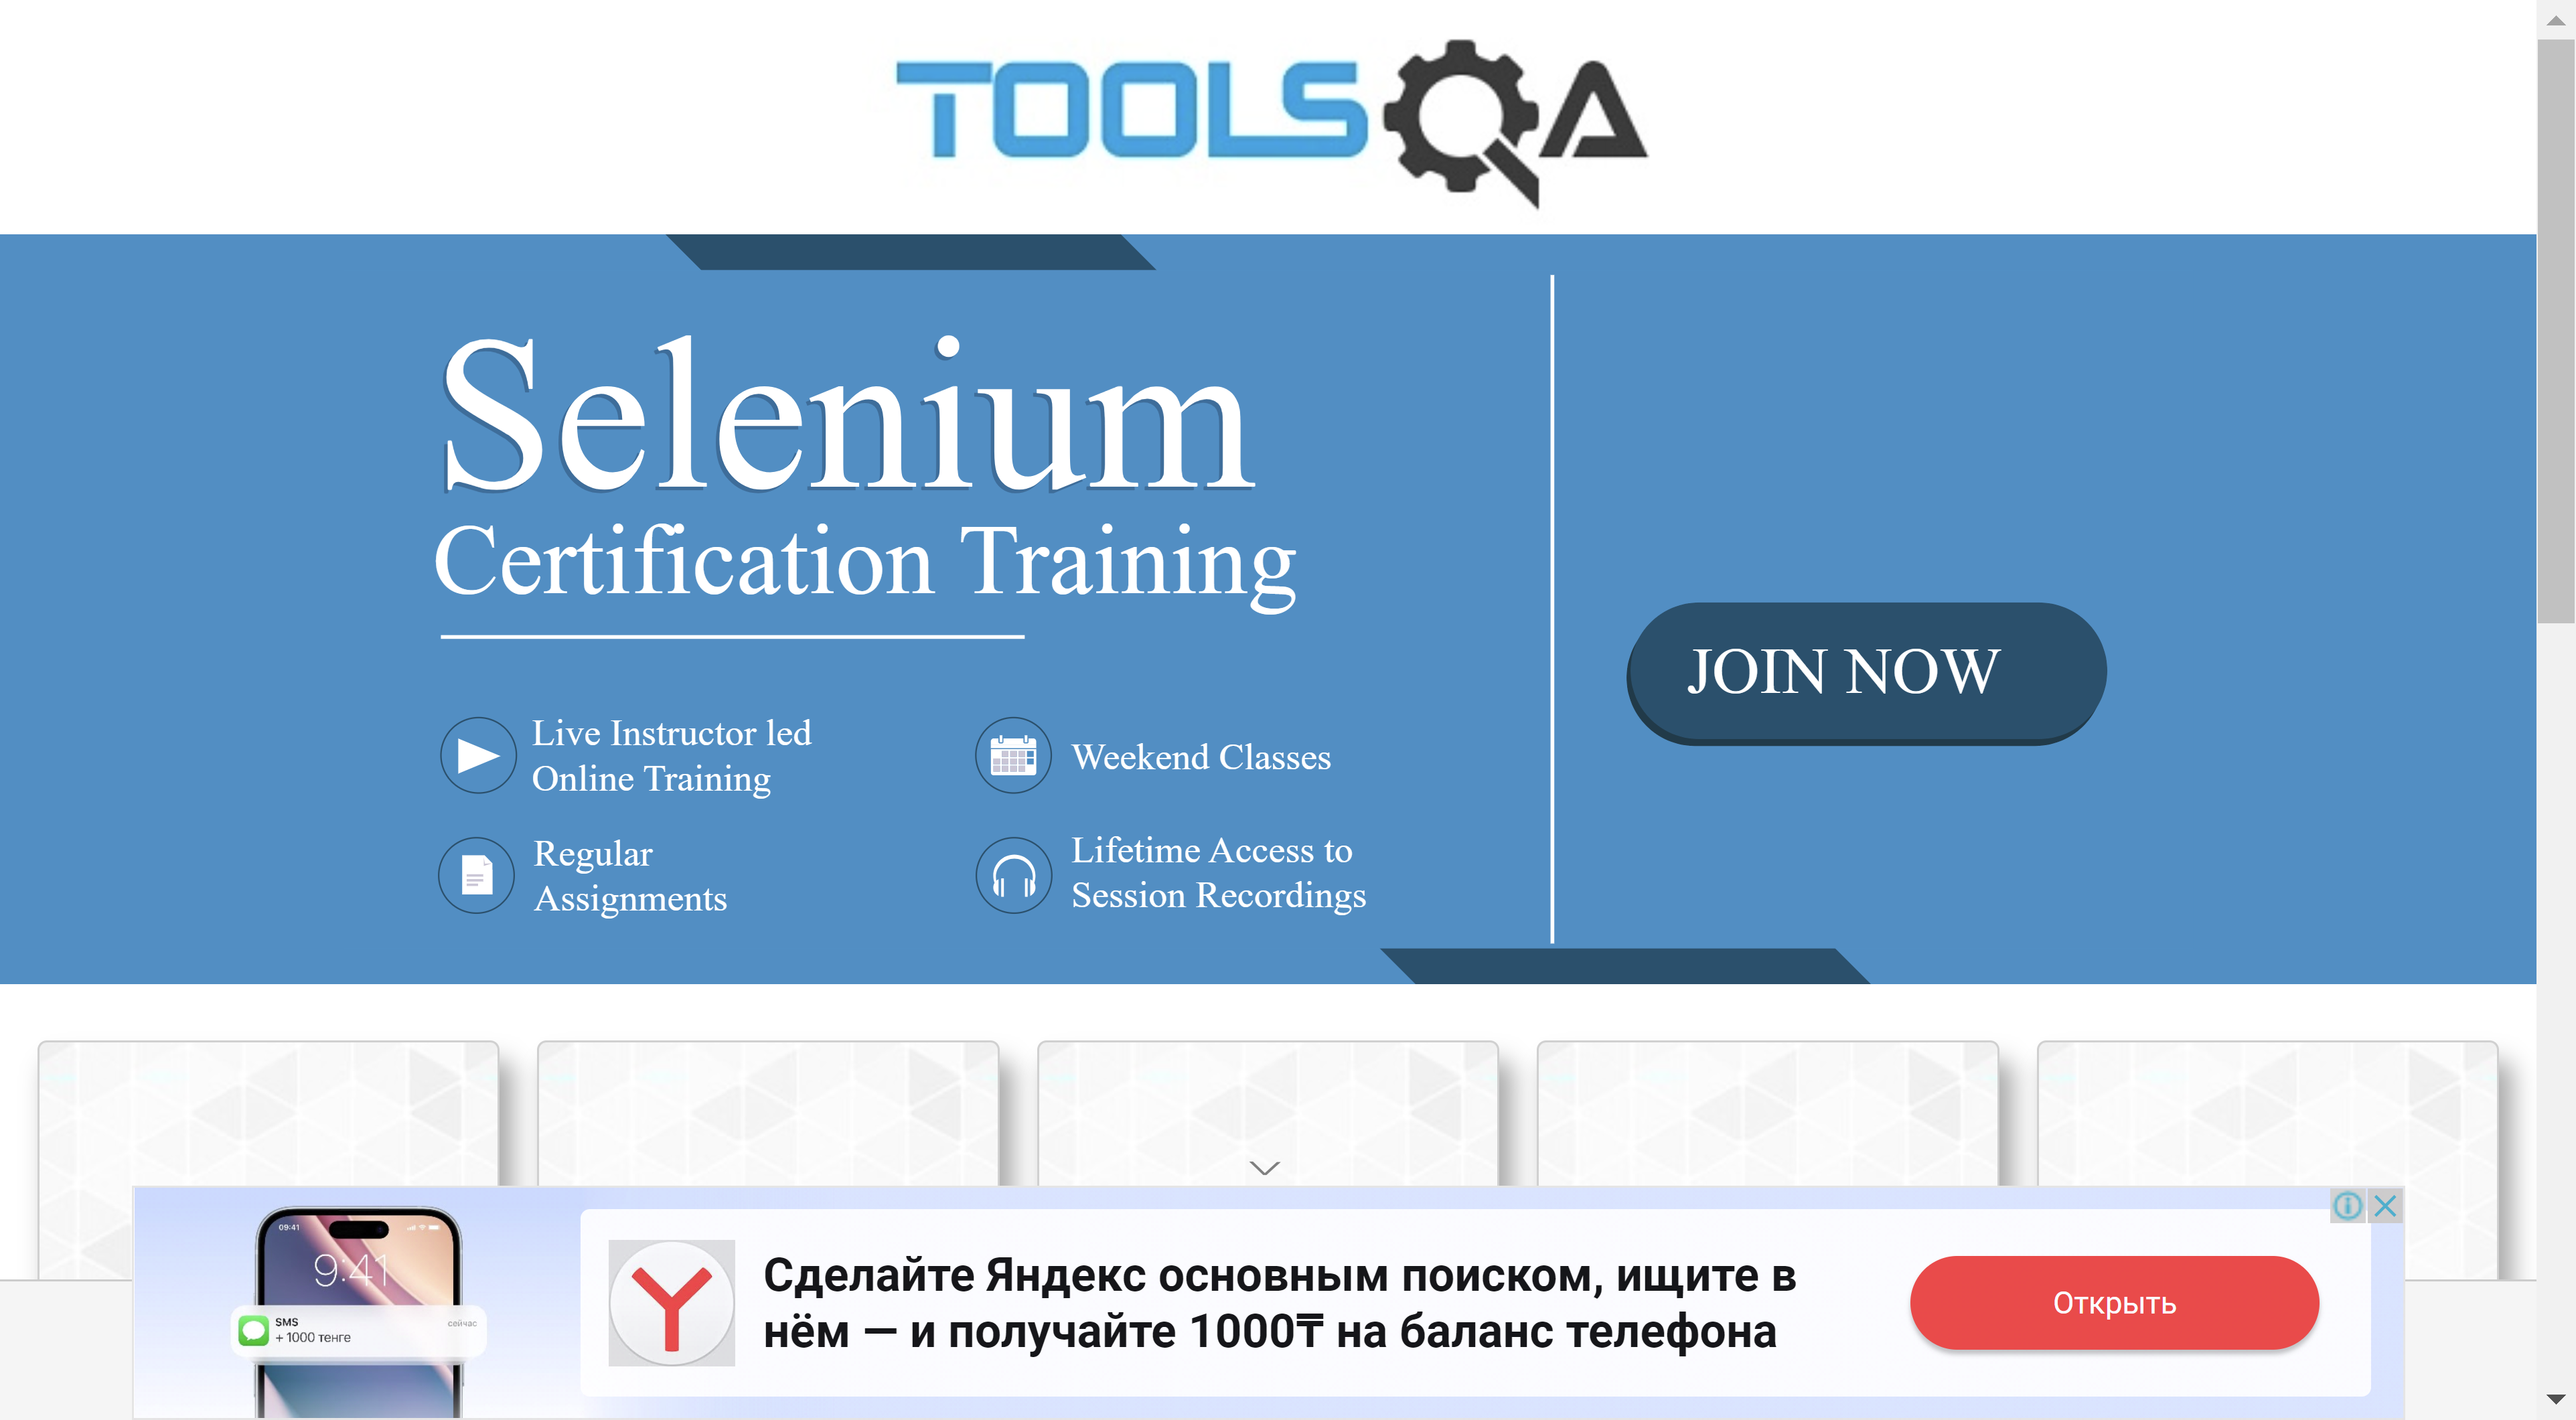 TOOLSQA
Selenium
Certification Training
Live Instructor led
Online Training
Weekend Classes
Regular
Assignments
Lifetime Access to
Session Recordings
JOIN NOW
09:41
9:41
SMS
сейчас
+ 1000 тенге
Сделайте Яндекс основным поиском, ищите в
нём — и получайте 1000₸ на баланс телефона
Открыть